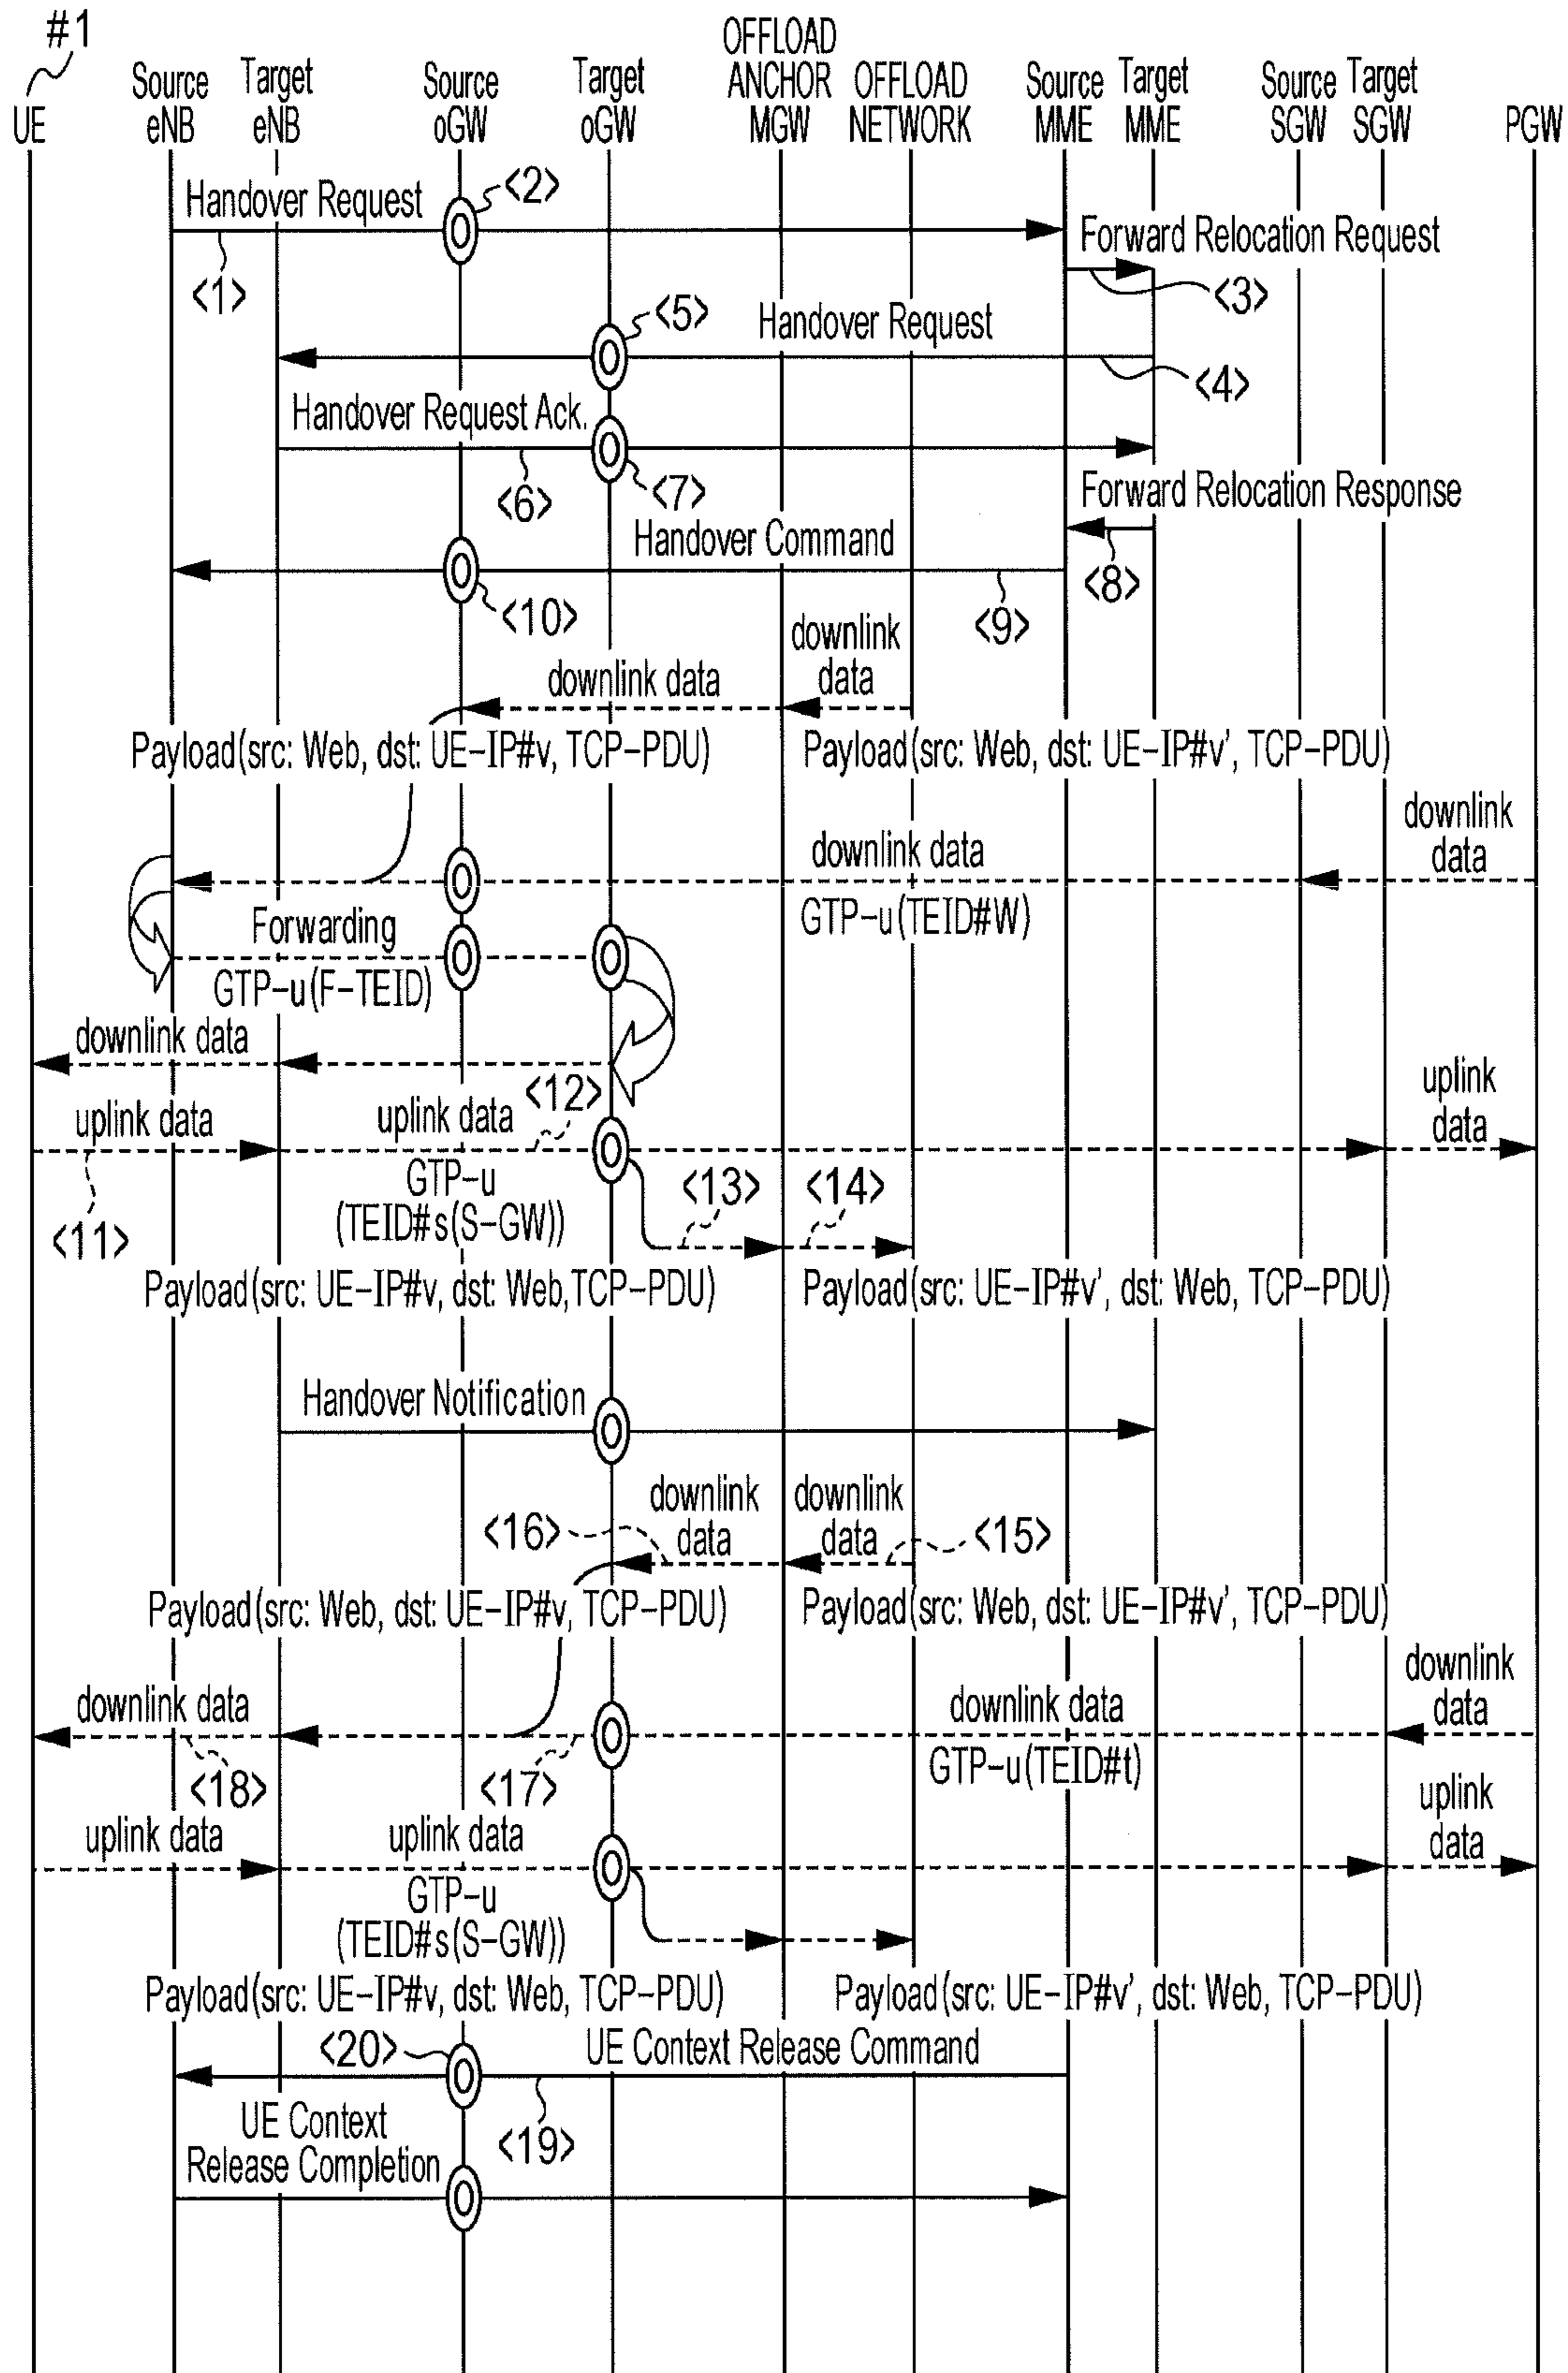 #1
UE
Source
eNB
Target
eNB
Source
oGW
Target
oGW
OFFLOAD
ANCHOR
MGW
OFFLOAD
NETWORK
Source
MME
Target
MME
Source
SGW
Target
SGW
PGW
Handover Request
<2>
<1>
Forward Relocation Request
<3>
<5>
Handover Request
<4>
Handover Request Ack.
<6>
<7>
Forward Relocation Response
<8>
Handover Command
<10>
<9>
downlink data
downlink
data
Payload(src: Web, dst: UE-IP#v, TCP-PDU)
Payload(src: Web, dst: UE-IP#v', TCP-PDU)
downlink
data
downlink data
GTP-u(TEID#W)
Forwarding
GTP-u(F-TEID)
downlink data
<12>
uplink data
uplink data
uplink
data
<11>
GTP-u
(TEID#s(S-GW))
<13>
<14>
Payload(src: UE-IP#v, dst: Web,TCP-PDU)
Payload(src: UE-IP#v', dst: Web, TCP-PDU)
Handover Notification
<16>
downlink
data
downlink
data
<15>
Payload(src: Web, dst: UE-IP#v, TCP-PDU)
Payload(src: Web, dst: UE-IP#v', TCP-PDU)
downlink data
downlink data
downlink
data
<18>
<17>
GTP-u(TEID#t)
uplink data
uplink data
uplink
data
GTP-u
(TEID#s(S-GW))
Payload(src: UE-IP#v, dst: Web, TCP-PDU)
Payload(src: UE-IP#v', dst: Web, TCP-PDU)
<20>
UE Context Release Command
<19>
UE Context
Release Completion